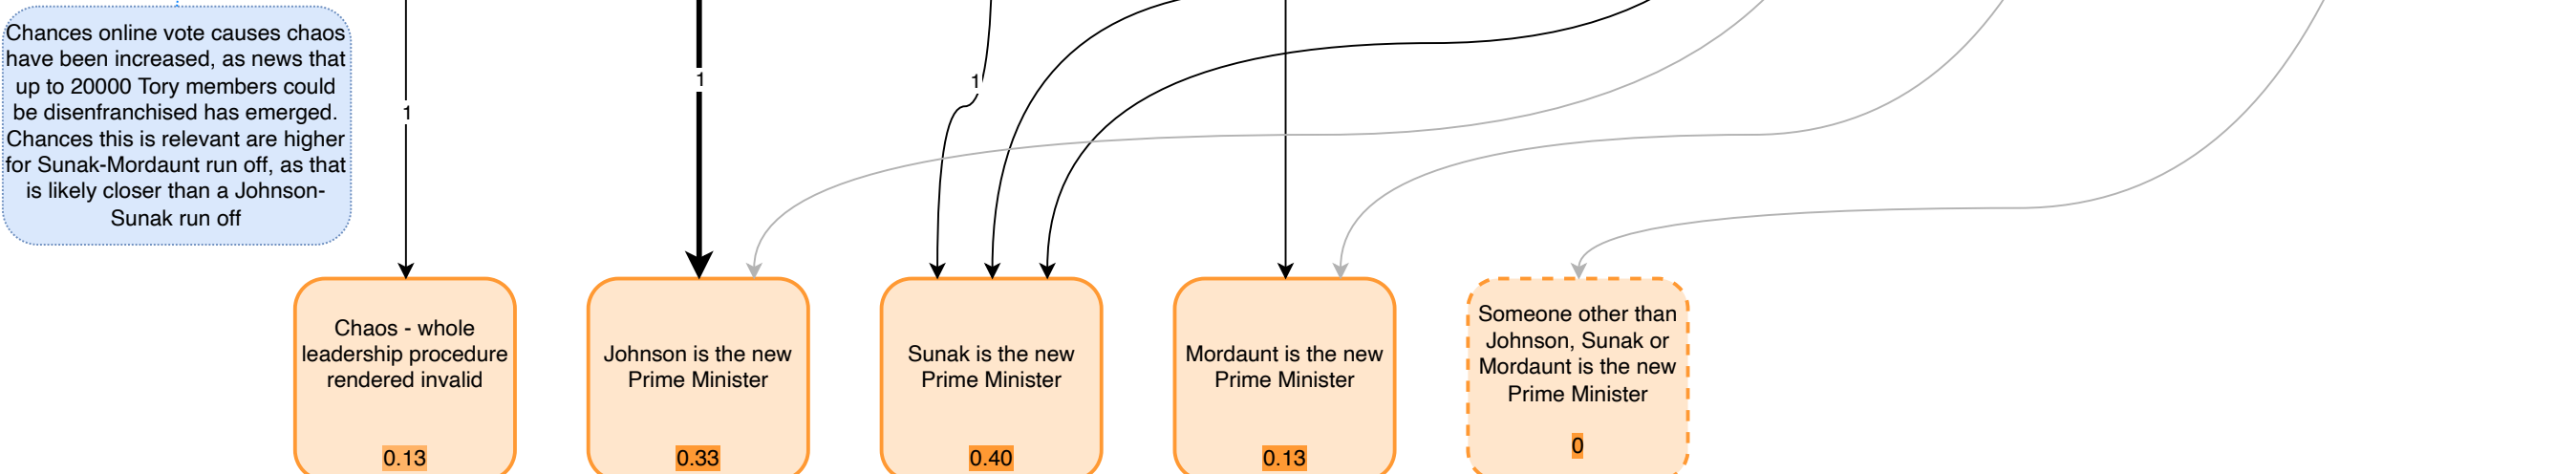 Chances online vote causes chaos
have been increased, as news that
up to 20000 Tory members could
be disenfranchised has emerged.
Chances this is relevant are higher
for Sunak-Mordaunt run off, as that
is likely closer than a Johnson-
Sunak run off
1
1
1
Chaos - whole
leadership procedure
rendered invalid
0.13
Johnson is the new
Prime Minister
0.33
Sunak is the new
Prime Minister
0.40
Mordaunt is the new
Prime Minister
0.13
Someone other than
Johnson, Sunak or
Mordaunt is the new
Prime Minister
0